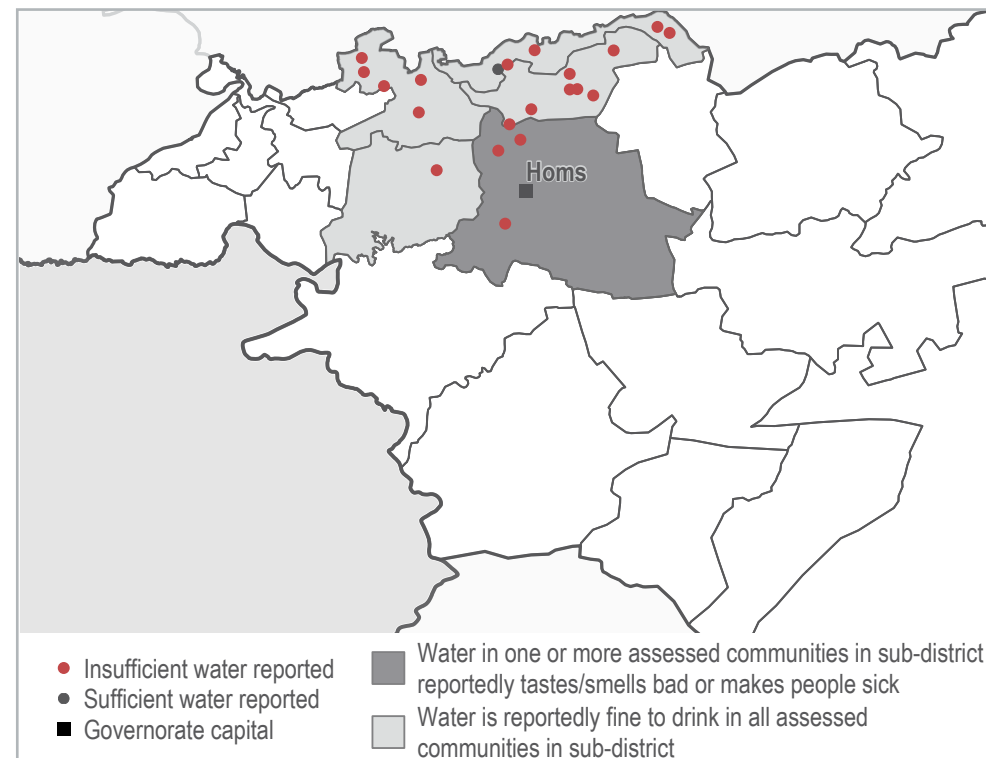 Homs
Insufficient water reported
Sufficient water reported
Governorate capital
Water in one or more assessed communities in sub-district
reportedly tastes/smells bad or makes people sick
Water is reportedly fine to drink in all assessed
communities in sub-district